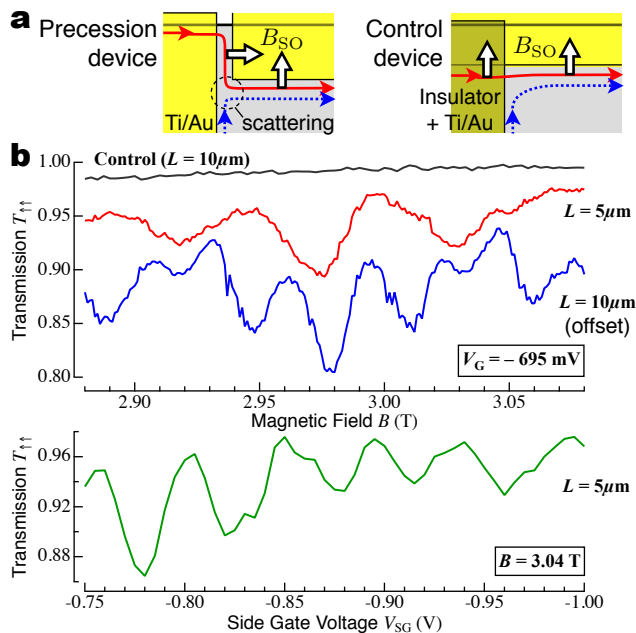 a
Precession device
B_SO
Ti/Au
scattering
Control device
B_SO
Insulator + Ti/Au
b
Transmission T↑↑
1.00
0.95
0.90
0.85
0.80
Control (L = 10μm)
L = 5μm
L = 10μm
(offset)
V_G = – 695 mV
2.90 2.95 3.00 3.05
Magnetic Field B (T)
Transmission T↑↑
0.96
0.92
0.88
L = 5μm
B = 3.04 T
-0.75 -0.80 -0.85 -0.90 -0.95 -1.00
Side Gate Voltage V_SG (V)